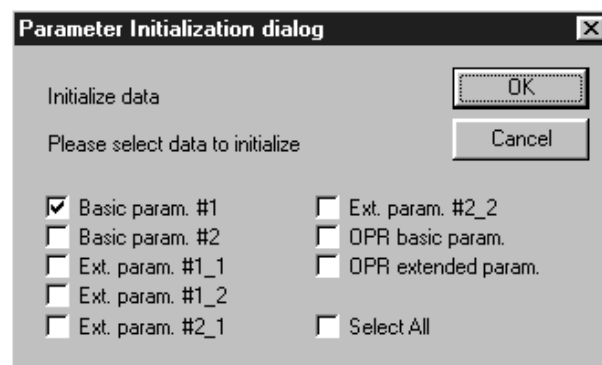 Parameter Initialization dialog
Initialize data
OK
Please select data to initialize
Cancel
Basic param. #1
Basic param. #2
Ext. param. #1_1
Ext. param. #1_2
Ext. param. #2_1
Ext. param. #2_2
OPR basic param.
OPR extended param.
Select All